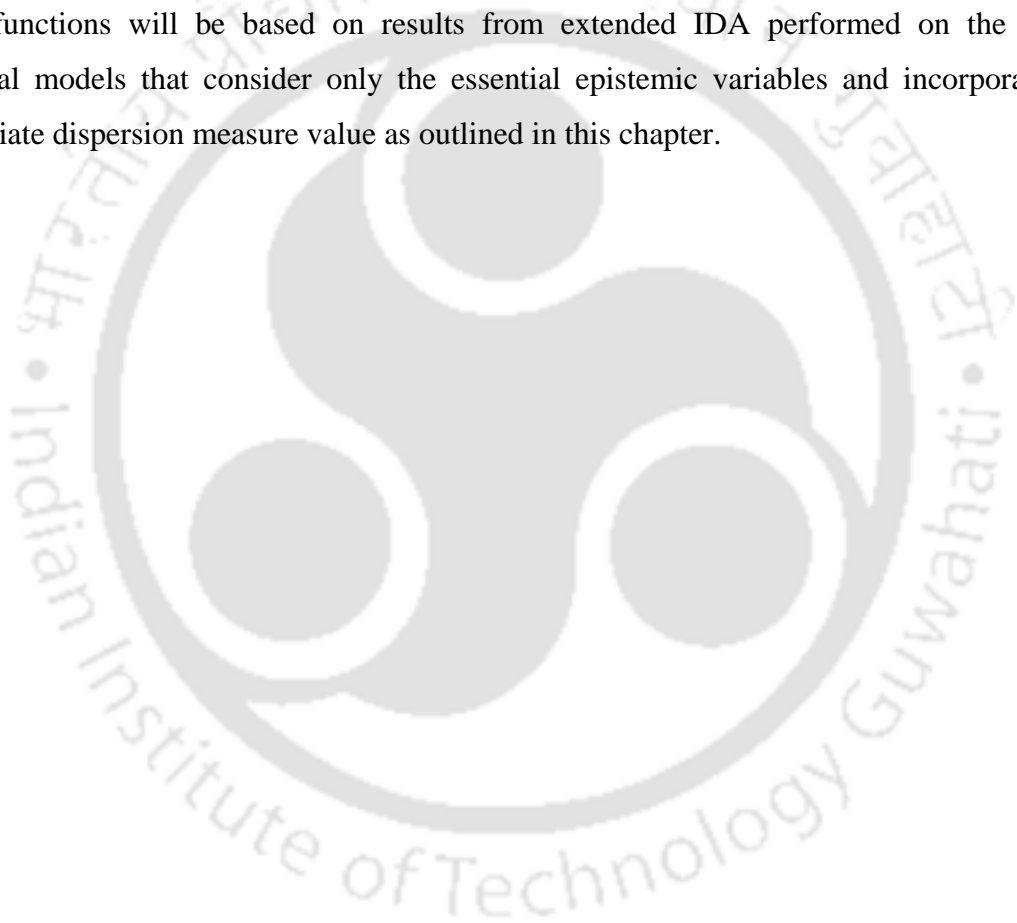 functions will be based on results from extended IDA performed on the
al models that consider only the essential epistemic variables and incorpora
iate dispersion measure value as outlined in this chapter.
भारतीय
गुवाहाटी
• Indian Institute of Technology Guwahati •